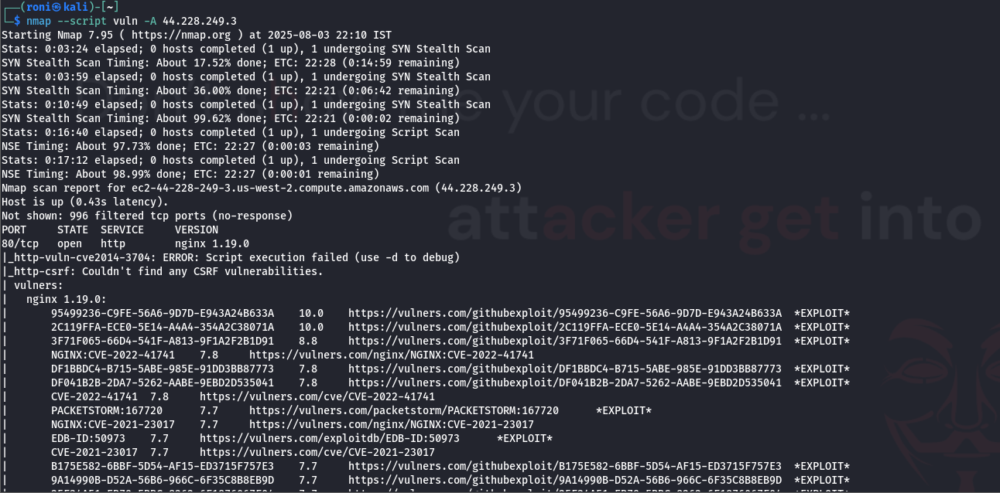 (roni㉿kali)-[~]
$ nmap --script vuln -A 44.228.249.3
Starting Nmap 7.95 ( https://nmap.org ) at 2025-08-03 22:10 IST
Stats: 0:03:24 elapsed; 0 hosts completed (1 up), 1 undergoing SYN Stealth Scan
SYN Stealth Scan Timing: About 17.52% done; ETC: 22:28 (0:14:59 remaining)
Stats: 0:03:59 elapsed; 0 hosts completed (1 up), 1 undergoing SYN Stealth Scan
SYN Stealth Scan Timing: About 36.00% done; ETC: 22:21 (0:06:42 remaining)
Stats: 0:10:49 elapsed; 0 hosts completed (1 up), 1 undergoing SYN Stealth Scan
SYN Stealth Scan Timing: About 99.62% done; ETC: 22:21 (0:00:02 remaining)
Stats: 0:16:40 elapsed; 0 hosts completed (1 up), 1 undergoing Script Scan
NSE Timing: About 97.73% done; ETC: 22:27 (0:00:03 remaining)
Stats: 0:17:12 elapsed; 0 hosts completed (1 up), 1 undergoing Script Scan
NSE Timing: About 98.99% done; ETC: 22:27 (0:00:01 remaining)
Nmap scan report for ec2-44-228-249-3.us-west-2.compute.amazonaws.com (44.228.249.3)
Host is up (0.43s latency).
Not shown: 996 filtered tcp ports (no-response)
PORT     STATE  SERVICE     VERSION
80/tcp   open   http        nginx 1.19.0
|_http-vuln-cve2014-3704: ERROR: Script execution failed (use -d to debug)
|_http-csrf: Couldn't find any CSRF vulnerabilities.
| vulners:
|   nginx 1.19.0:
|       95499236-C9FE-56A6-9D7D-E943A24B633A    10.0    https://vulners.com/githubexploit/95499236-C9FE-56A6-9D7D-E943A24B633A  *EXPLOIT*
|       2C119FFA-ECE0-5E14-A4A4-354A2C38071A    10.0    https://vulners.com/githubexploit/2C119FFA-ECE0-5E14-A4A4-354A2C38071A  *EXPLOIT*
|       3F71F065-66D4-541F-A813-9F1A2F2B1D91    8.8     https://vulners.com/githubexploit/3F71F065-66D4-541F-A813-9F1A2F2B1D91  *EXPLOIT*
|       NGINX:CVE-2022-41741    7.8     https://vulners.com/nginx/NGINX:CVE-2022-41741
|       DF1BBDC4-B715-5ABE-985E-91DD3BB87773    7.8     https://vulners.com/githubexploit/DF1BBDC4-B715-5ABE-985E-91DD3BB87773  *EXPLOIT*
|       DF041B2B-2DA7-5262-AABE-9EBD2D535041    7.8     https://vulners.com/githubexploit/DF041B2B-2DA7-5262-AABE-9EBD2D535041  *EXPLOIT*
|       CVE-2022-41741  7.8     https://vulners.com/cve/CVE-2022-41741
|       PACKETSTORM:167720      7.7     https://vulners.com/packetstorm/PACKETSTORM:167720      *EXPLOIT*
|       NGINX:CVE-2021-23017    7.7     https://vulners.com/nginx/NGINX:CVE-2021-23017
|       EDB-ID:50973    7.7     https://vulners.com/exploitdb/EDB-ID:50973      *EXPLOIT*
|       CVE-2021-23017  7.7     https://vulners.com/cve/CVE-2021-23017
|       B175E582-6BBF-5D54-AF15-ED3715F757E3    7.7     https://vulners.com/githubexploit/B175E582-6BBF-5D54-AF15-ED3715F757E3  *EXPLOIT*
|       9A14990B-D52A-56B6-966C-6F35C8B8EB9D    7.7     https://vulners.com/githubexploit/9A14990B-D52A-56B6-966C-6F35C8B8EB9D  *EXPLOIT*
your code ...
attacker get into